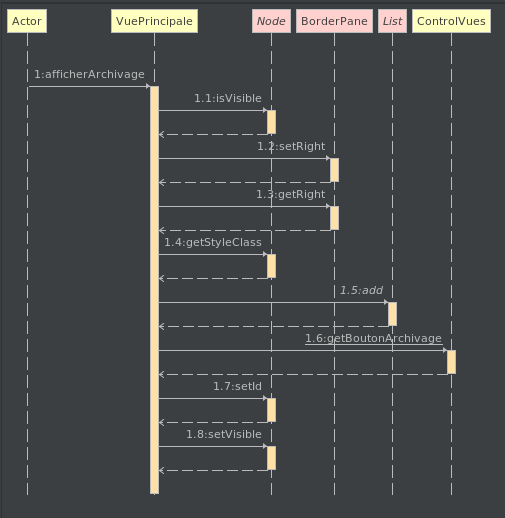 Actor VuePrincipale Node BorderPane List ControlVues
1:afficherArchivage
1.1:isVisible
1.2:setRight
1.3:getRight
1.4:getStyleClass
1.5:add
1.6:getBoutonArchivage
1.7:setId
1.8:setVisible